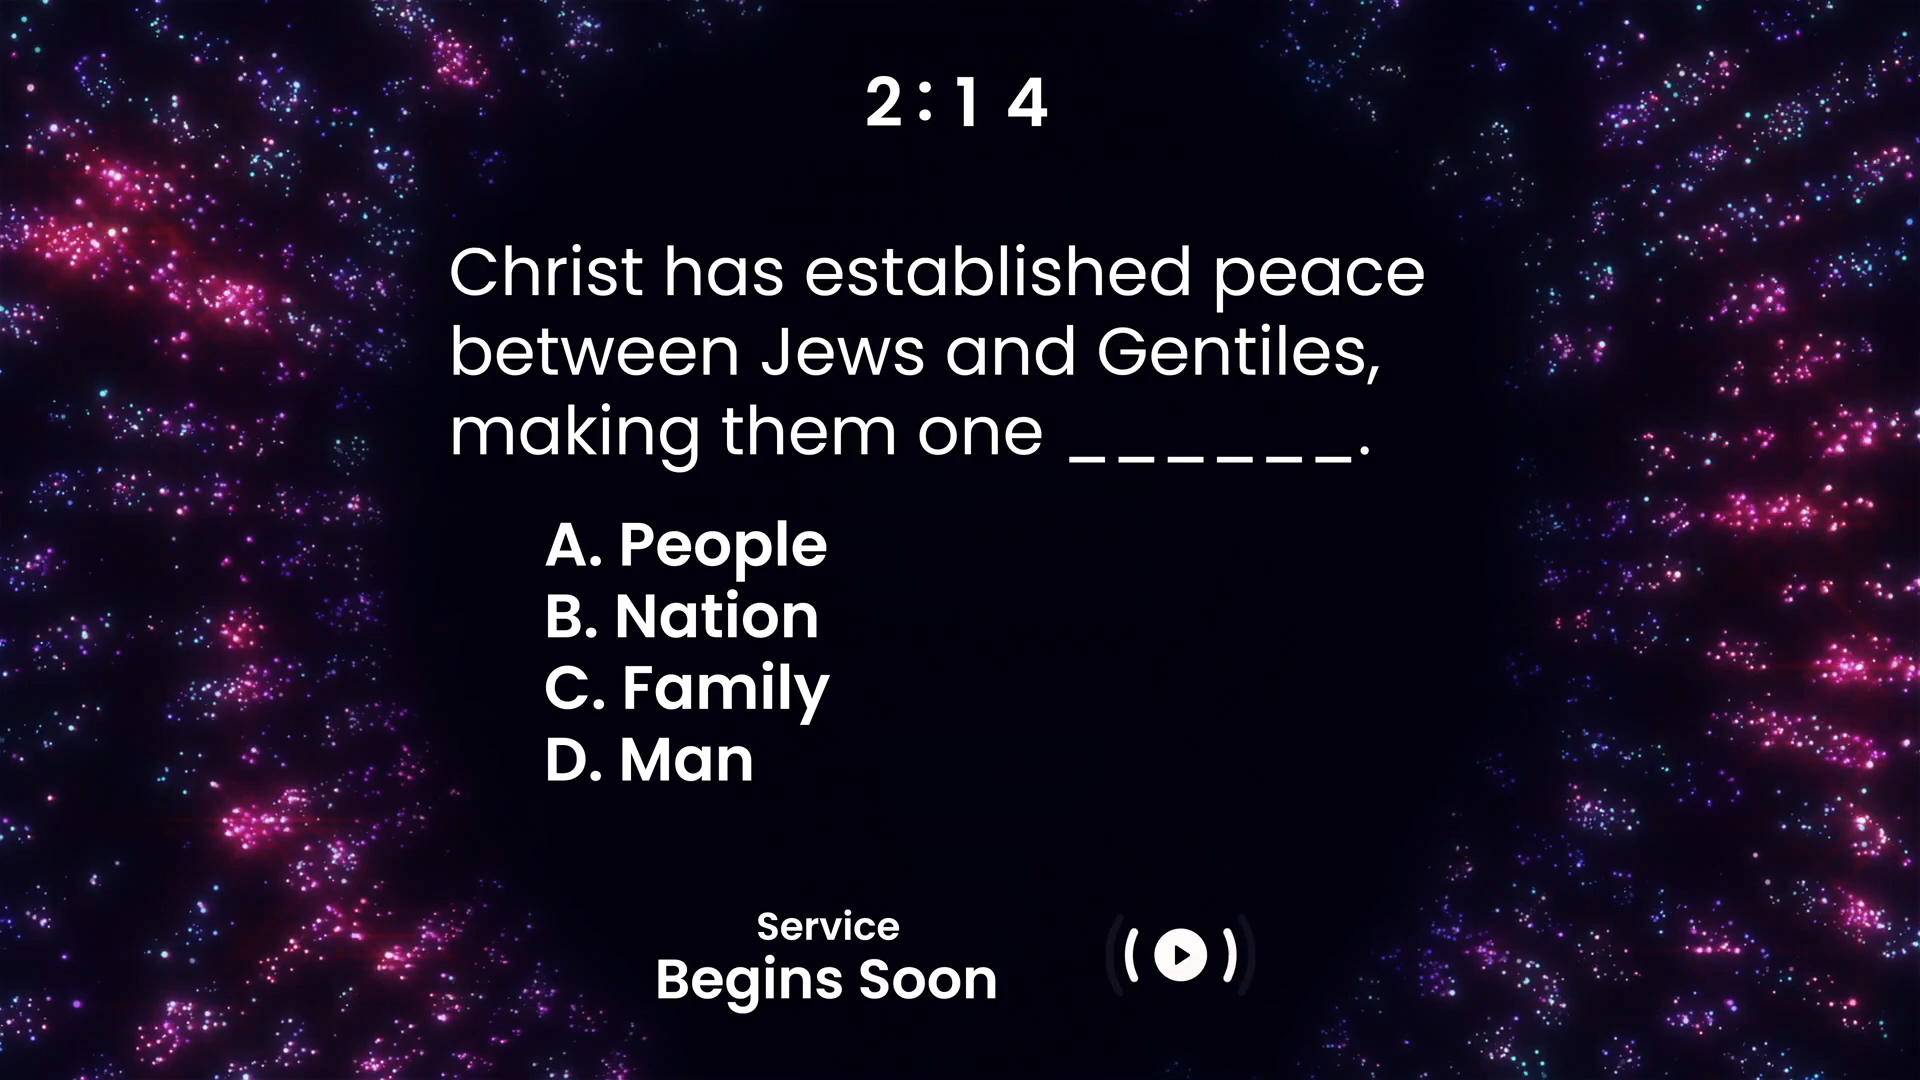 2:14
Christ has established peace
between Jews and Gentiles,
making them one ______.
A. People
B. Nation
C. Family
D. Man
Service
Begins Soon